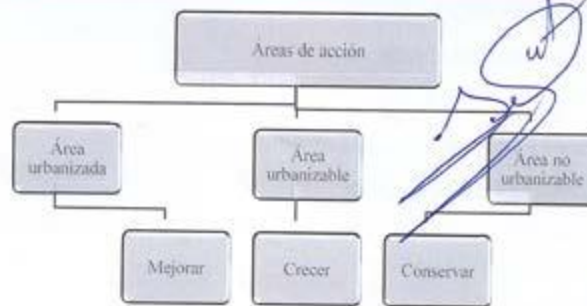 Áreas de acción
Área
urbanizada
Área
urbanizable
Área no
urbanizable
Mejorar
Crecer
Conservar